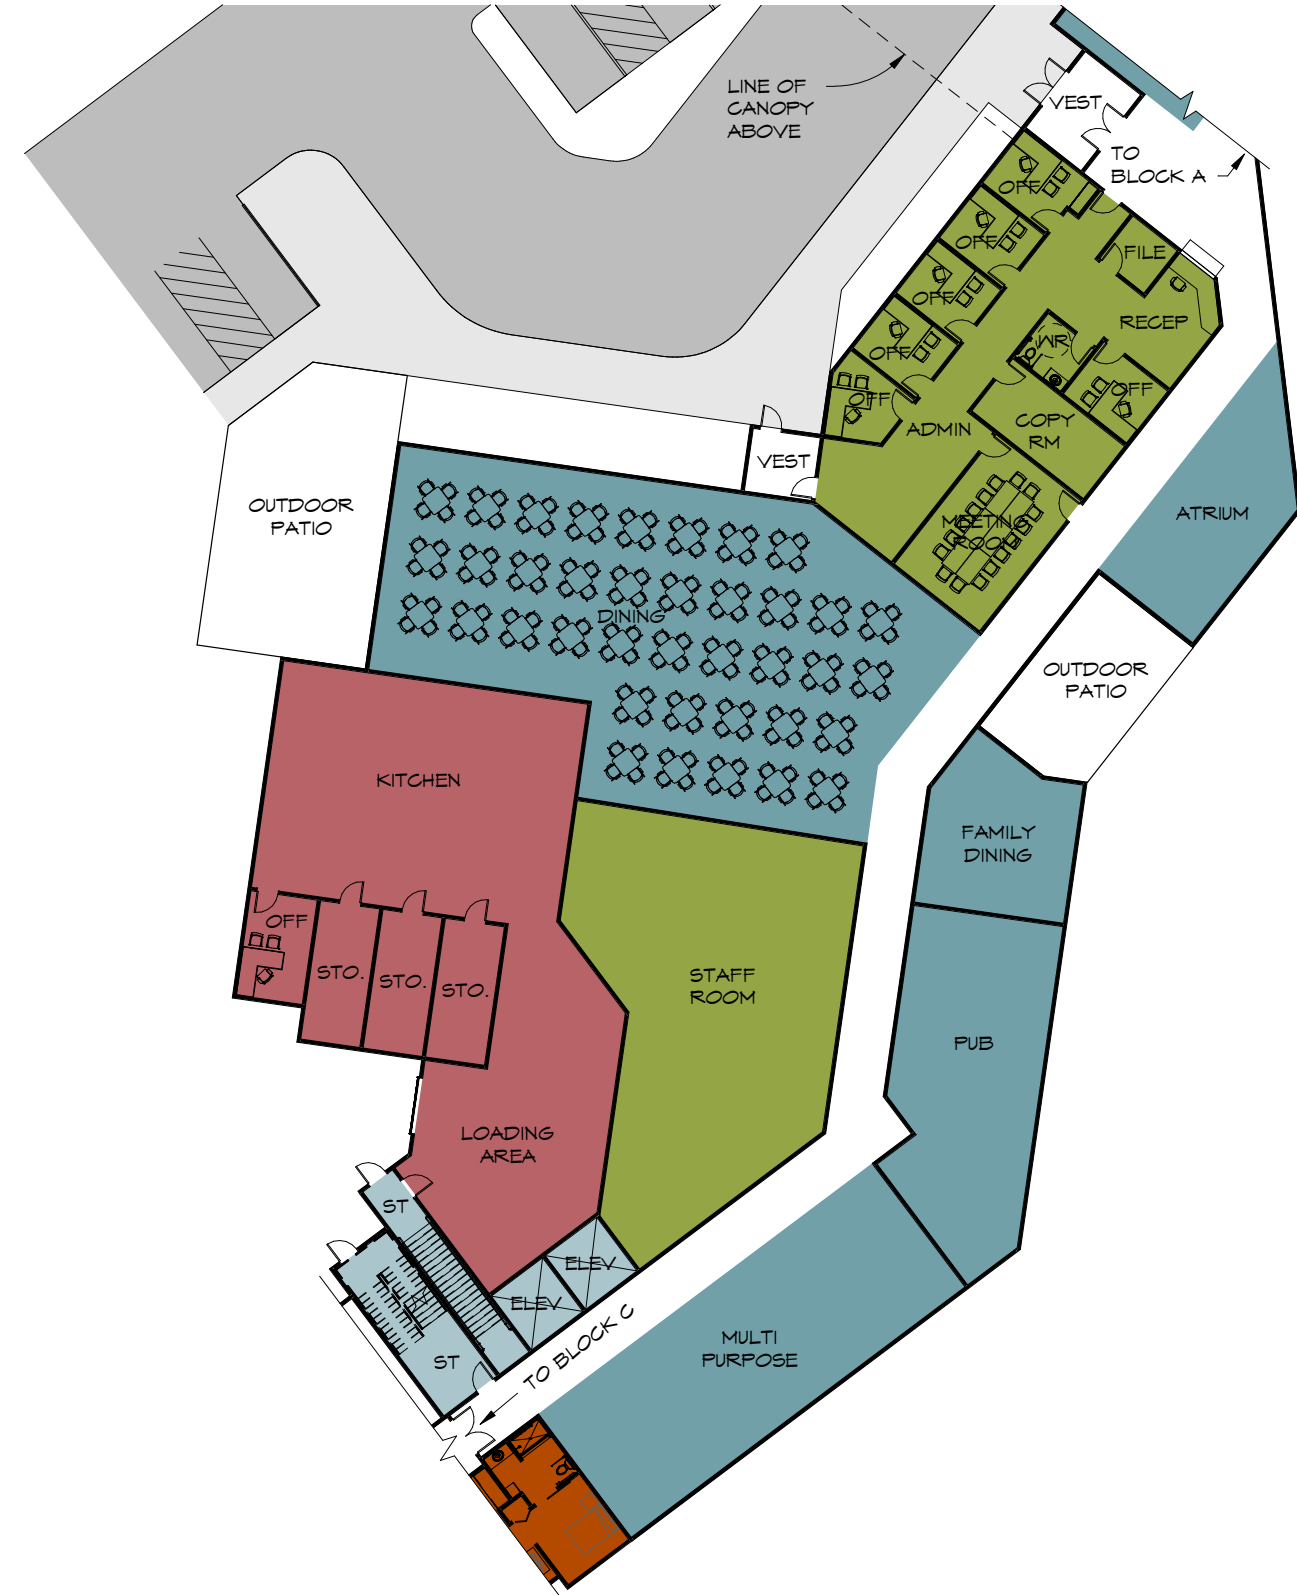 LINE OF
CANOPY
ABOVE
VEST
TO
BLOCK A
OFF
OFF
FILE
OFF
RECEP
WR
OFF
OFF
OFF
COPY
RM
ADMIN
VEST
OUTDOOR
PATIO
MEETING
ROOM
ATRIUM
DINING
OUTDOOR
PATIO
KITCHEN
FAMILY
DINING
OFF
STO.
STO.
STO.
STAFF
ROOM
PUB
LOADING
AREA
ST
ELEV
ELEV
ST
TO BLOCK C
MULTI
PURPOSE